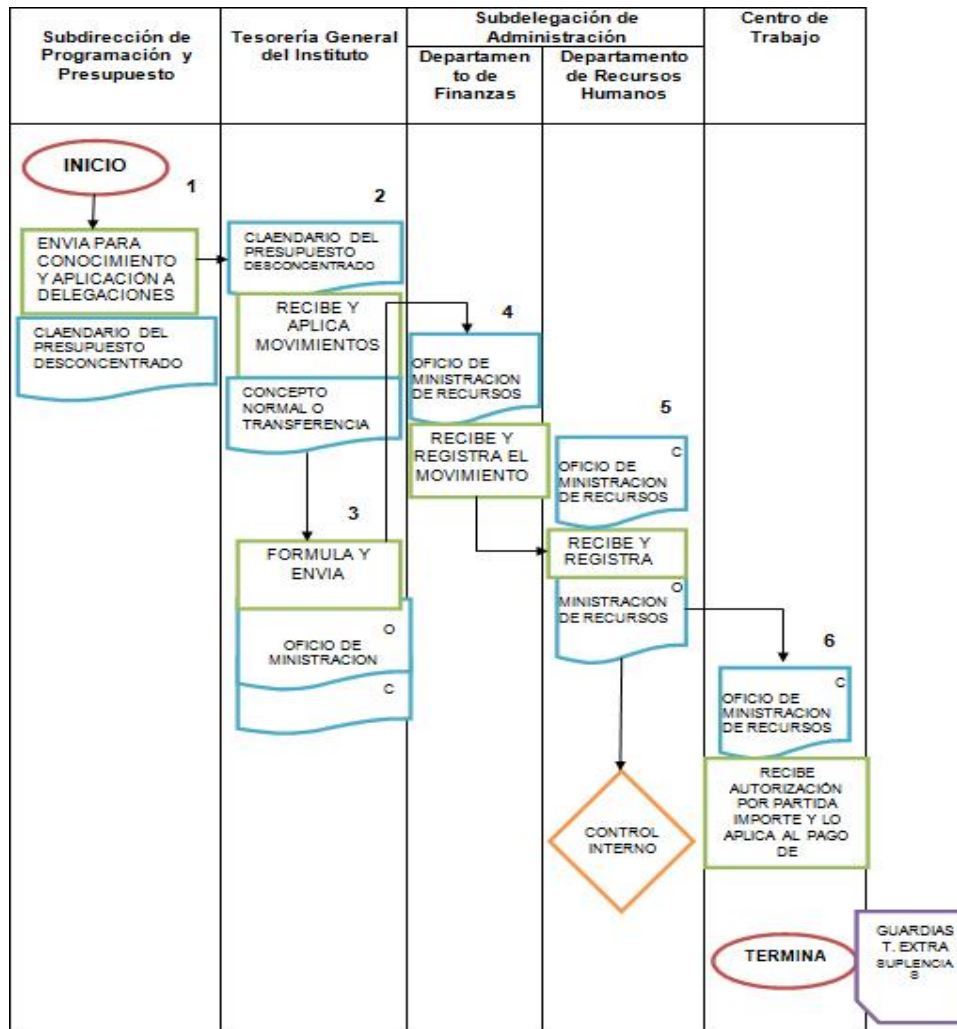 Subdirección de
Programación y
Presupuesto
Tesorería General
del Instituto
Subdelegación de
Administración
Departamen
to de
Finanzas
Departamento
de Recursos
Humanos
Centro de
Trabajo
INICIO
1
ENVIA PARA
CONOCIMIENTO
Y APLICACIÓN A
DELEGACIONES
CLAENDARIO DEL
PRESUPUESTO
DESCONCENTRADO
2
CLAENDARIO DEL
PRESUPUESTO
DESCONCENTRADO
RECIBE Y
APLICA
MOVIMIENTOS
CONCEPTO
NORMAL O
TRANSFERENCIA
3
FORMULA Y
ENVIA
O
OFICIO DE
MINISTRACION
C
4
OFICIO DE
MINISTRACION
DE RECURSOS
RECIBE Y
REGISTRA EL
MOVIMIENTO
5
C
OFICIO DE
MINISTRACION
DE RECURSOS
RECIBE Y
REGISTRA
O
MINISTRACION
DE RECURSOS
CONTROL
INTERNO
6
C
OFICIO DE
MINISTRACION
DE RECURSOS
RECIBE
AUTORIZACIÓN
POR PARTIDA
IMPORTE Y LO
APLICA AL PAGO
DE
TERMINA
GUARDIAS
T. EXTRA
SUPLENCIA
S